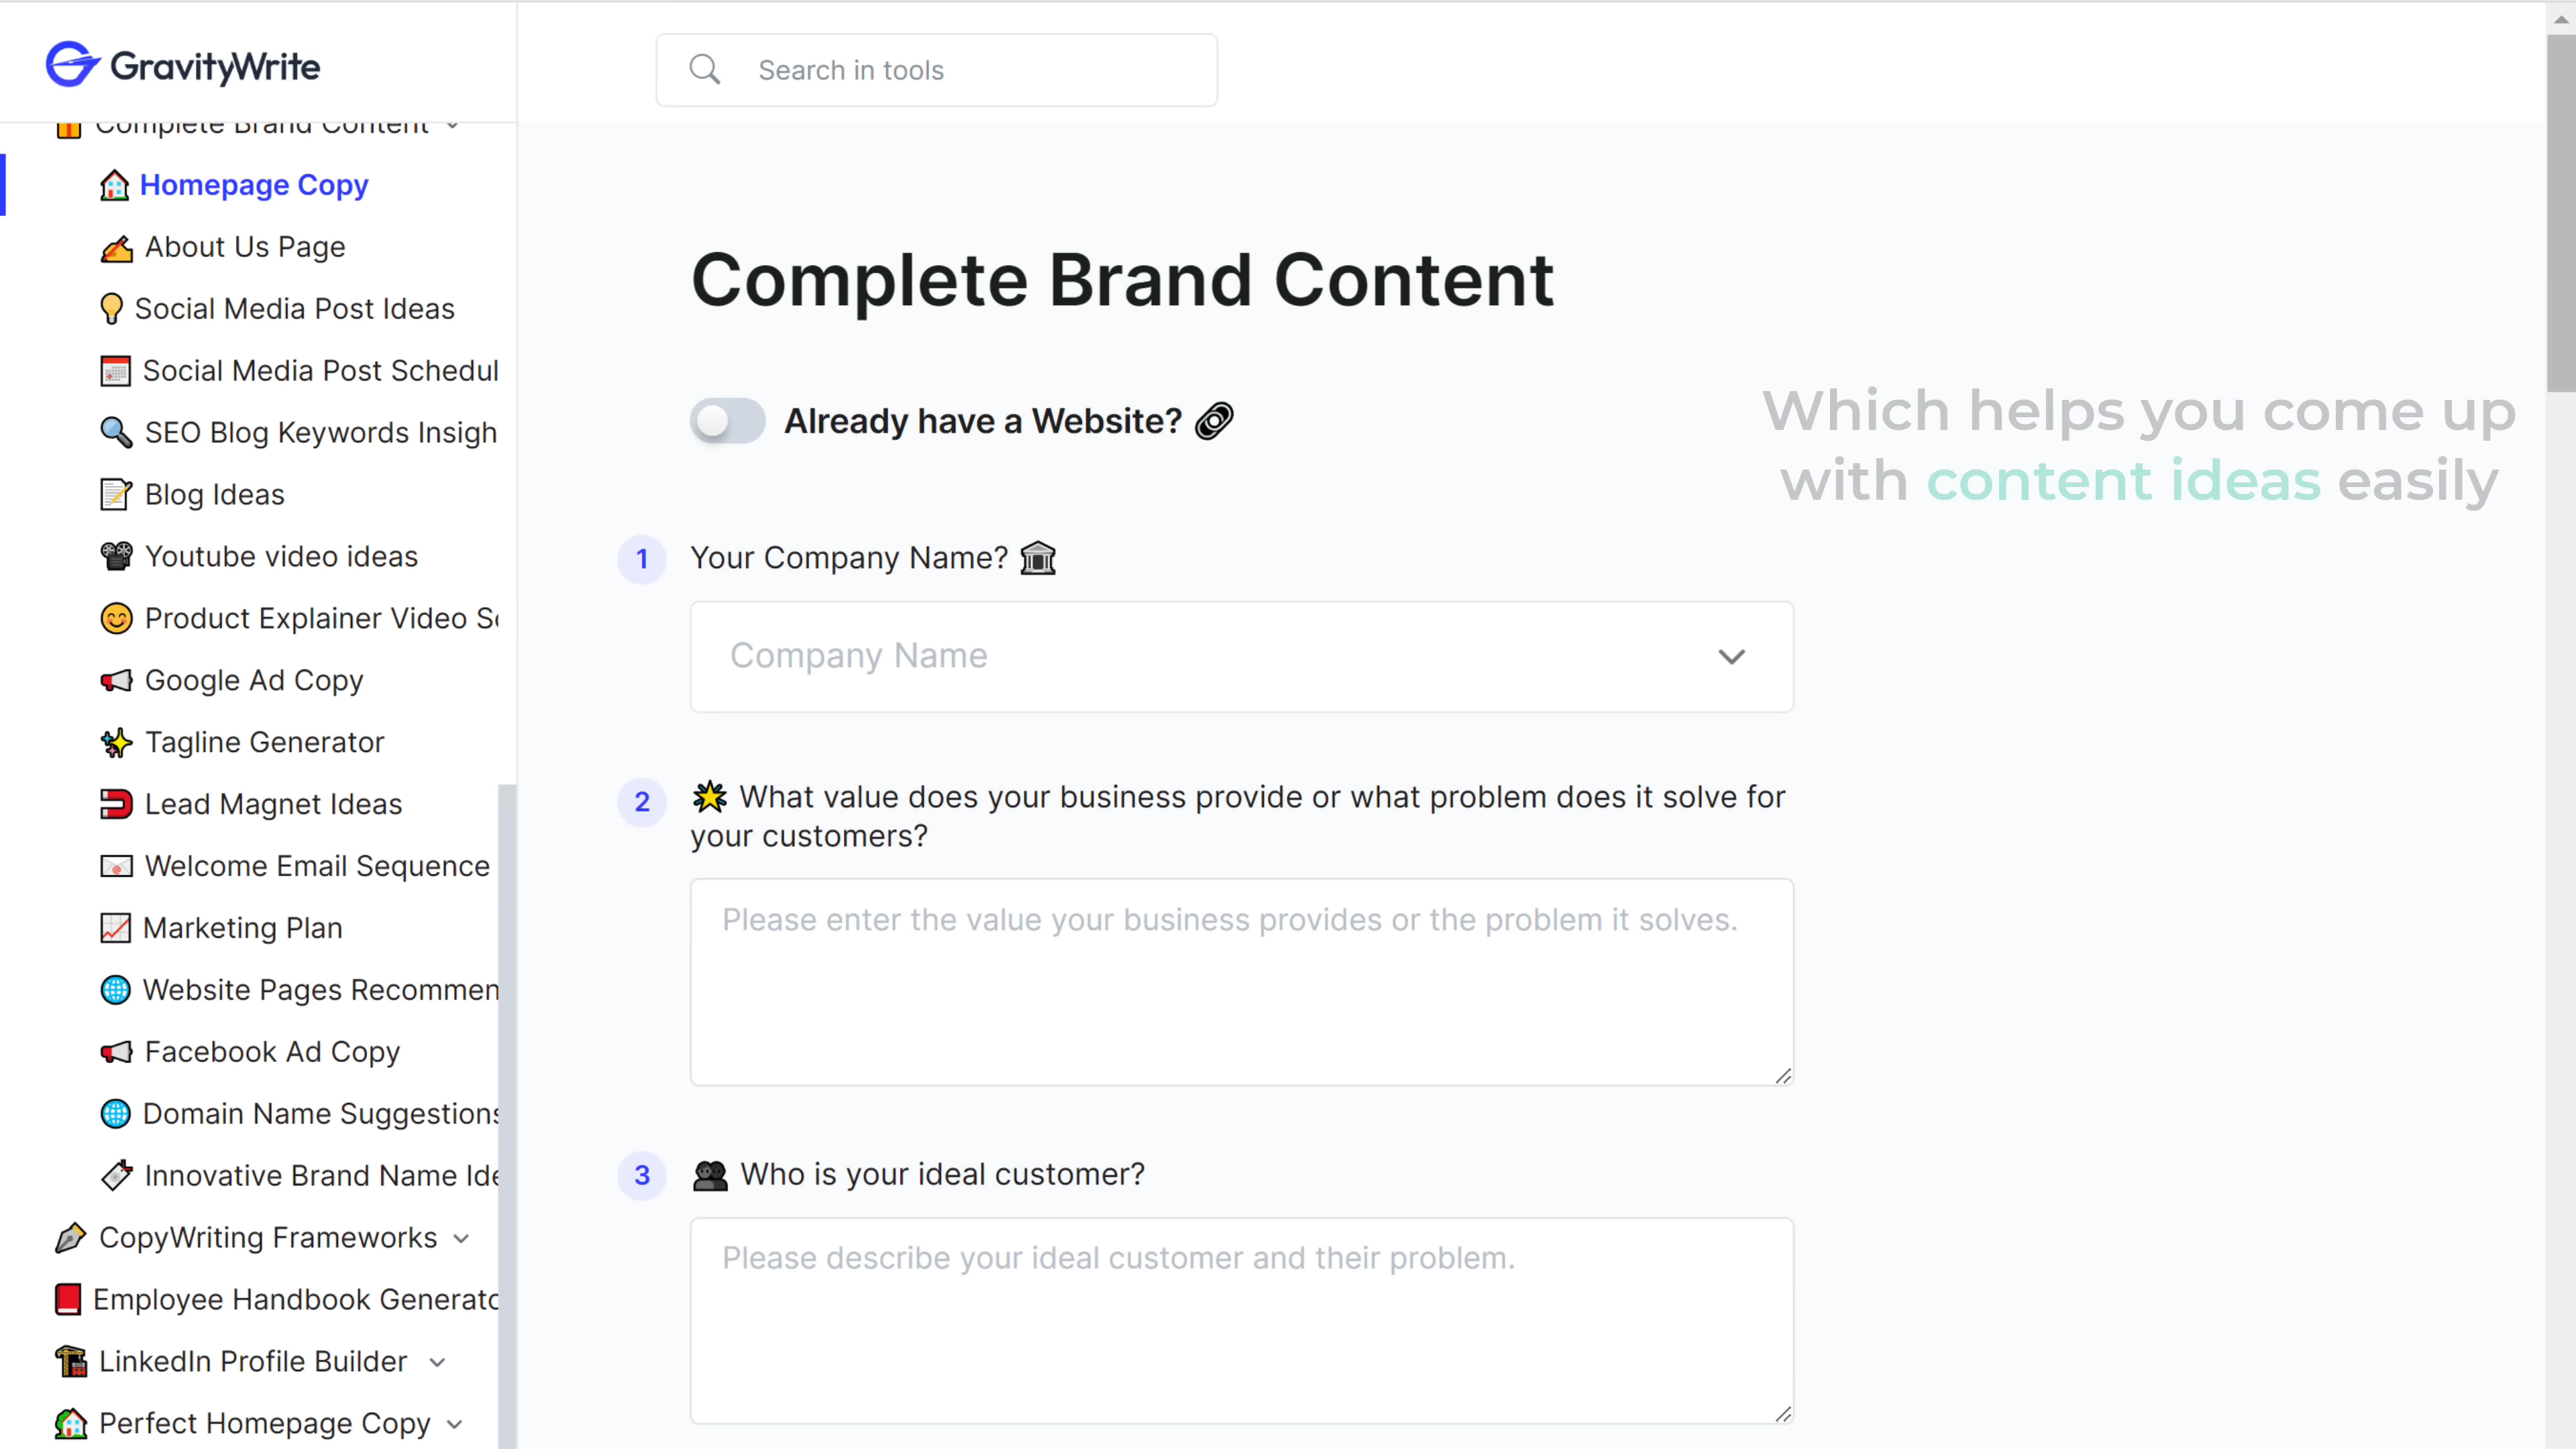 GravityWrite
Search in tools
Complete Brand Content
Homepage Copy
About Us Page
Social Media Post Ideas
Social Media Post Schedul
SEO Blog Keywords Insigh
Blog Ideas
Youtube video ideas
Product Explainer Video Sc
Google Ad Copy
Tagline Generator
Lead Magnet Ideas
Welcome Email Sequence
Marketing Plan
Website Pages Recommen
Facebook Ad Copy
Domain Name Suggestions
Innovative Brand Name Ide
CopyWriting Frameworks
Employee Handbook Generato
LinkedIn Profile Builder
Perfect Homepage Copy
Complete Brand Content
Already have a Website?
Which helps you come up
with content ideas easily
1 Your Company Name?
Company Name
2 What value does your business provide or what problem does it solve for
your customers?
Please enter the value your business provides or the problem it solves.
3 Who is your ideal customer?
Please describe your ideal customer and their problem.